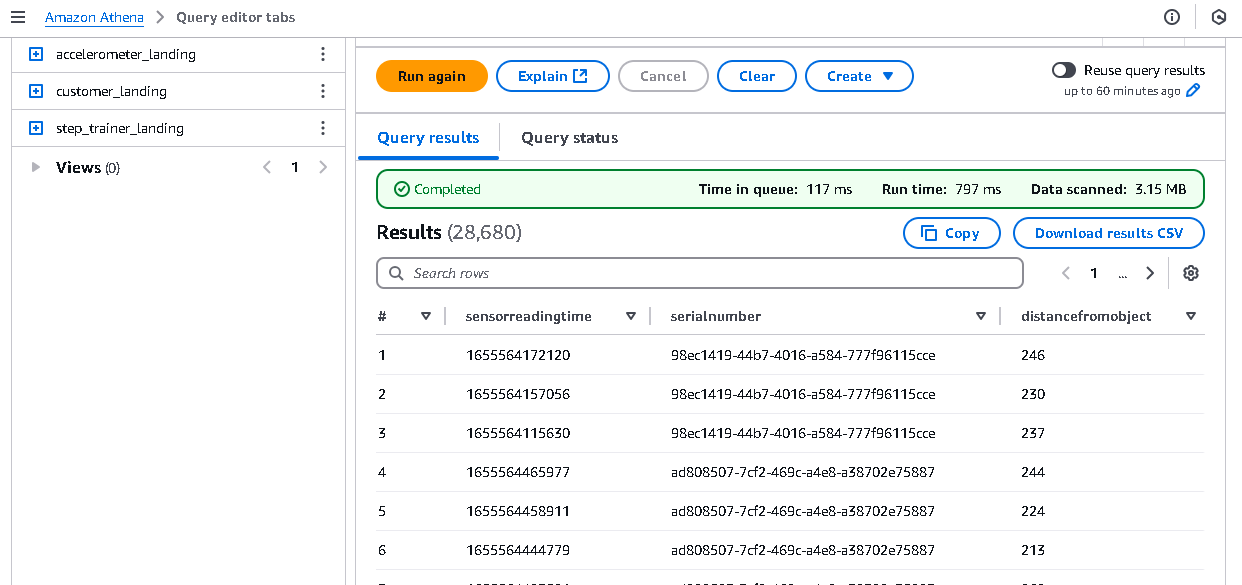 Amazon Athena > Query editor tabs
accelerometer_landing
customer_landing
step_trainer_landing
Views (0) < 1 >
Run again Explain Cancel Clear Create
Reuse query results
up to 60 minutes ago
Query results Query status
Completed Time in queue: 117 ms Run time: 797 ms Data scanned: 3.15 MB
Results (28,680) Copy Download results CSV
Search rows < 1 ... >
# sensorreadingtime serialnumber distancefromobject
1 1655564172120 98ec1419-44b7-4016-a584-777f96115cce 246
2 1655564157056 98ec1419-44b7-4016-a584-777f96115cce 230
3 1655564115630 98ec1419-44b7-4016-a584-777f96115cce 237
4 1655564465977 ad808507-7cf2-469c-a4e8-a38702e75887 244
5 1655564458911 ad808507-7cf2-469c-a4e8-a38702e75887 224
6 1655564444779 ad808507-7cf2-469c-a4e8-a38702e75887 213